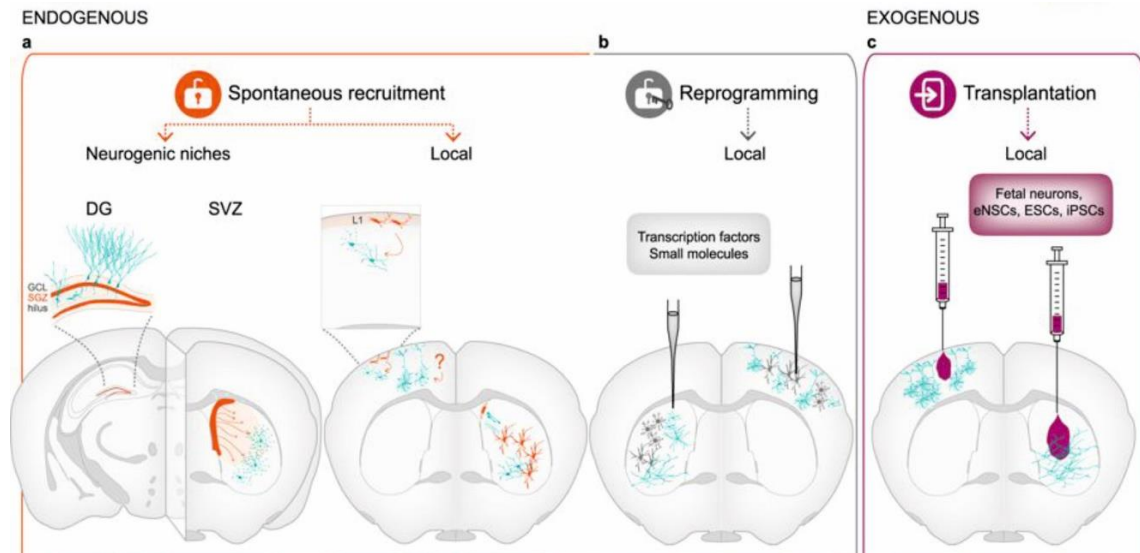 ENDOGENOUS
a
Spontaneous recruitment
Neurogenic niches
Local
DG
SVZ
GCL
SGZ
hilus
L1
?
b
Reprogramming
Local
Transcription factors
Small molecules
EXOGENOUS
c
Transplantation
Local
Fetal neurons,
eNSCs, ESCs, iPSCs